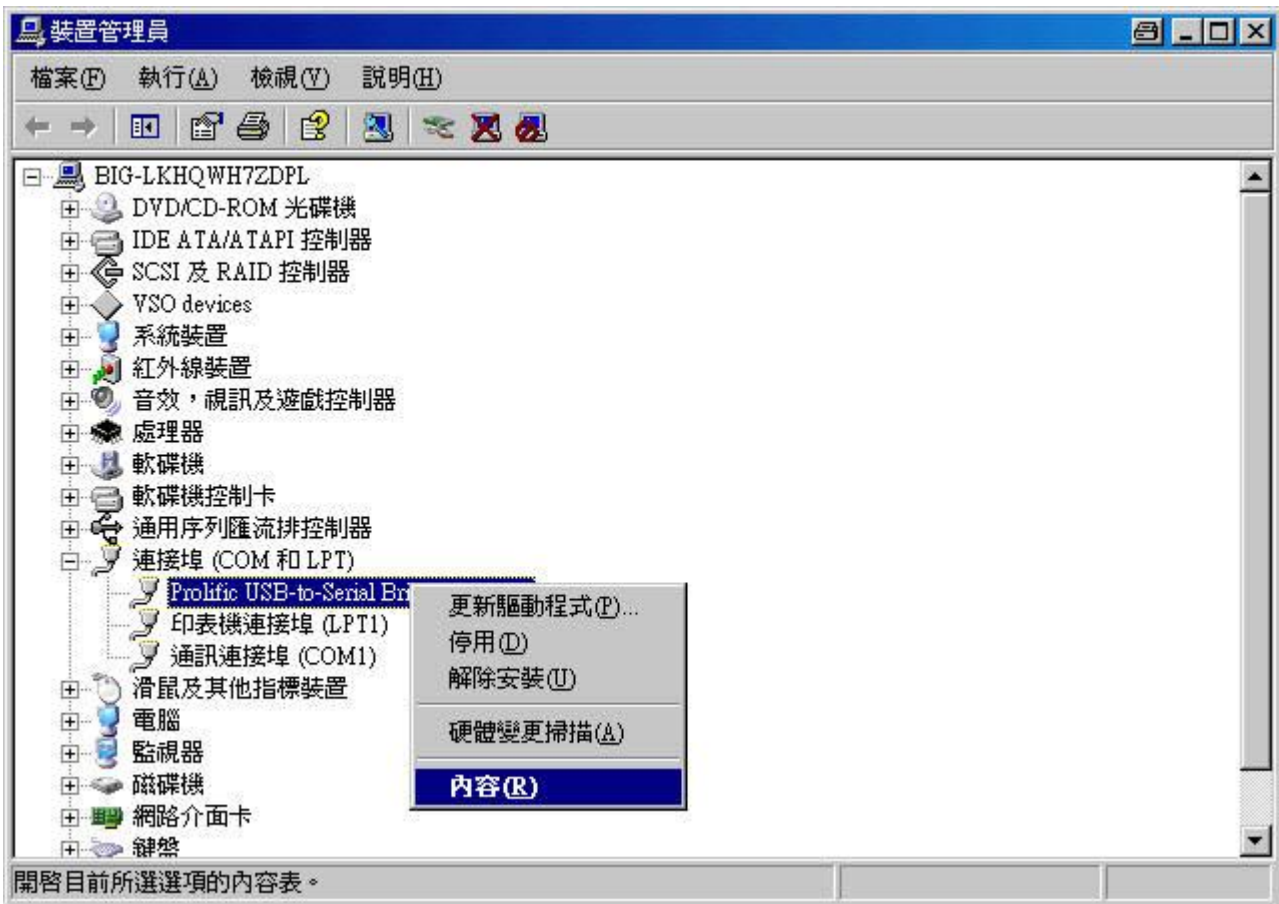 裝置管理員
檔案(F) 執行(A) 檢視(V) 說明(H)
BIG-LKHQWH7ZDPL
DVD/CD-ROM 光碟機
IDE ATA/ATAPI 控制器
SCSI 及 RAID 控制器
VSO devices
系統裝置
紅外線裝置
音效，視訊及遊戲控制器
處理器
軟碟機
軟碟機控制卡
通用序列匯流排控制器
連接埠 (COM 和 LPT)
Prolific USB-to-Serial
印表機連接埠 (LPT1)
通訊連接埠 (COM1)
滑鼠及其他指標裝置
電腦
監視器
磁碟機
網路介面卡
鍵盤
更新驅動程式(P)...
停用(D)
解除安裝(U)
硬體變更掃描(A)
內容(R)
開啟目前所選選項的內容表。